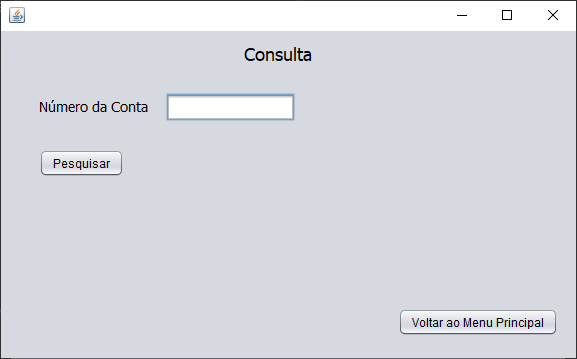 Consulta
Número da Conta
Pesquisar
Voltar ao Menu Principal